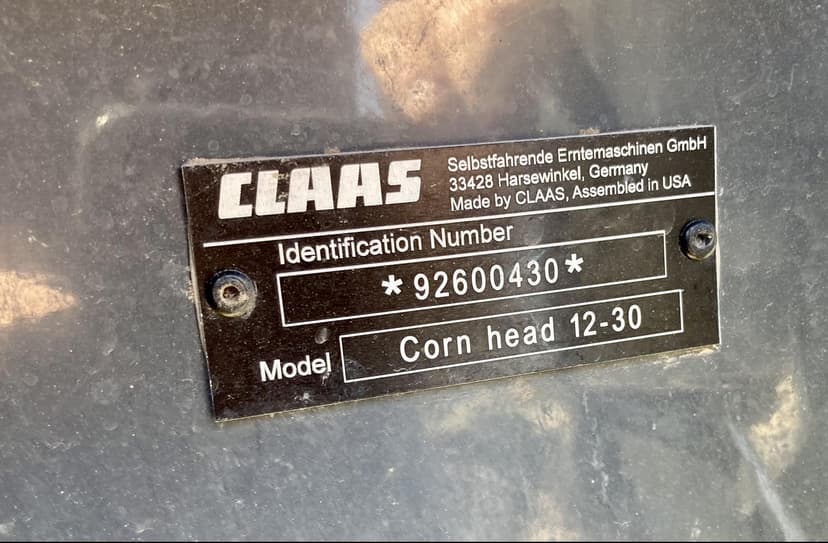 CLAAS
Selbstfahrende Erntemaschinen GmbH
33428 Harsewinkel, Germany
Made by CLAAS, Assembled in USA
Identification Number
*92600430*
Model
Corn head 12-30